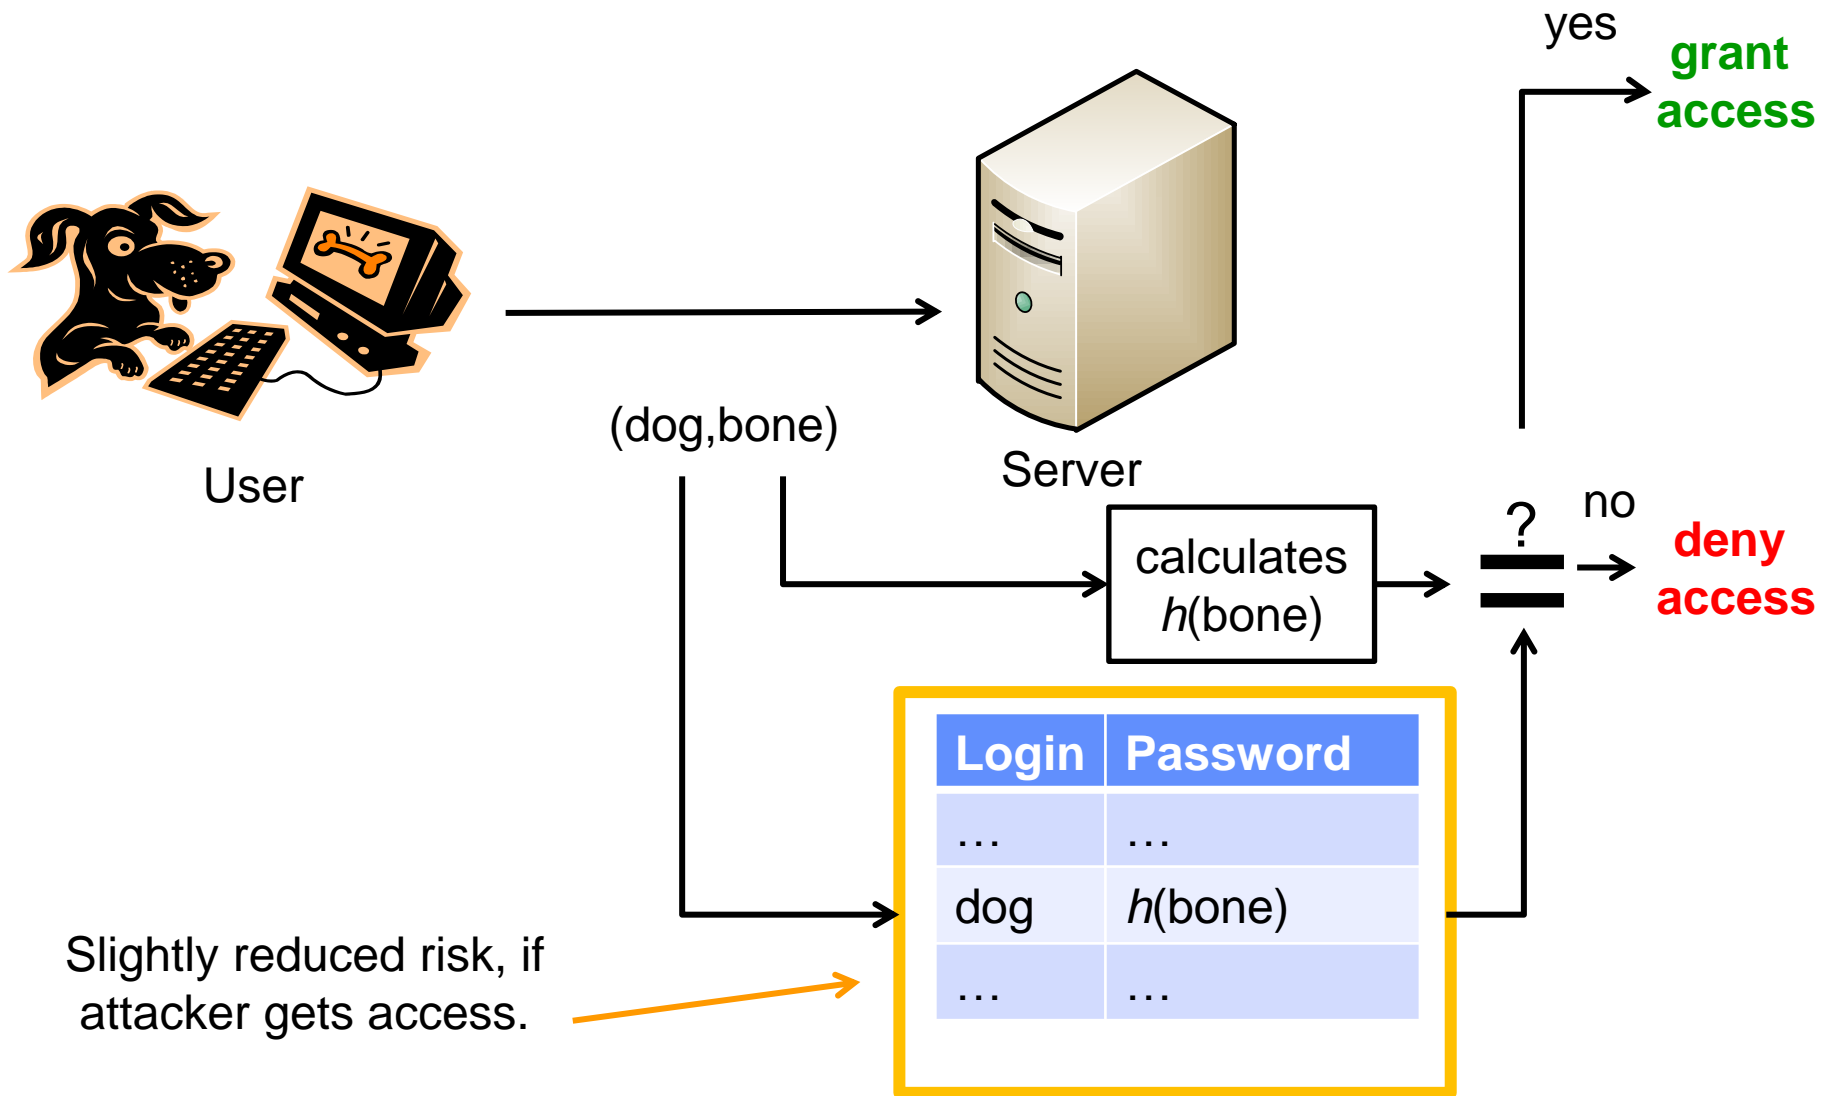 yes
grant
access
(dog,bone)
User
Server
?
no
deny
access
calculates
h(bone)
Login Password
… …
dog h(bone)
… …
Slightly reduced risk, if
attacker gets access.